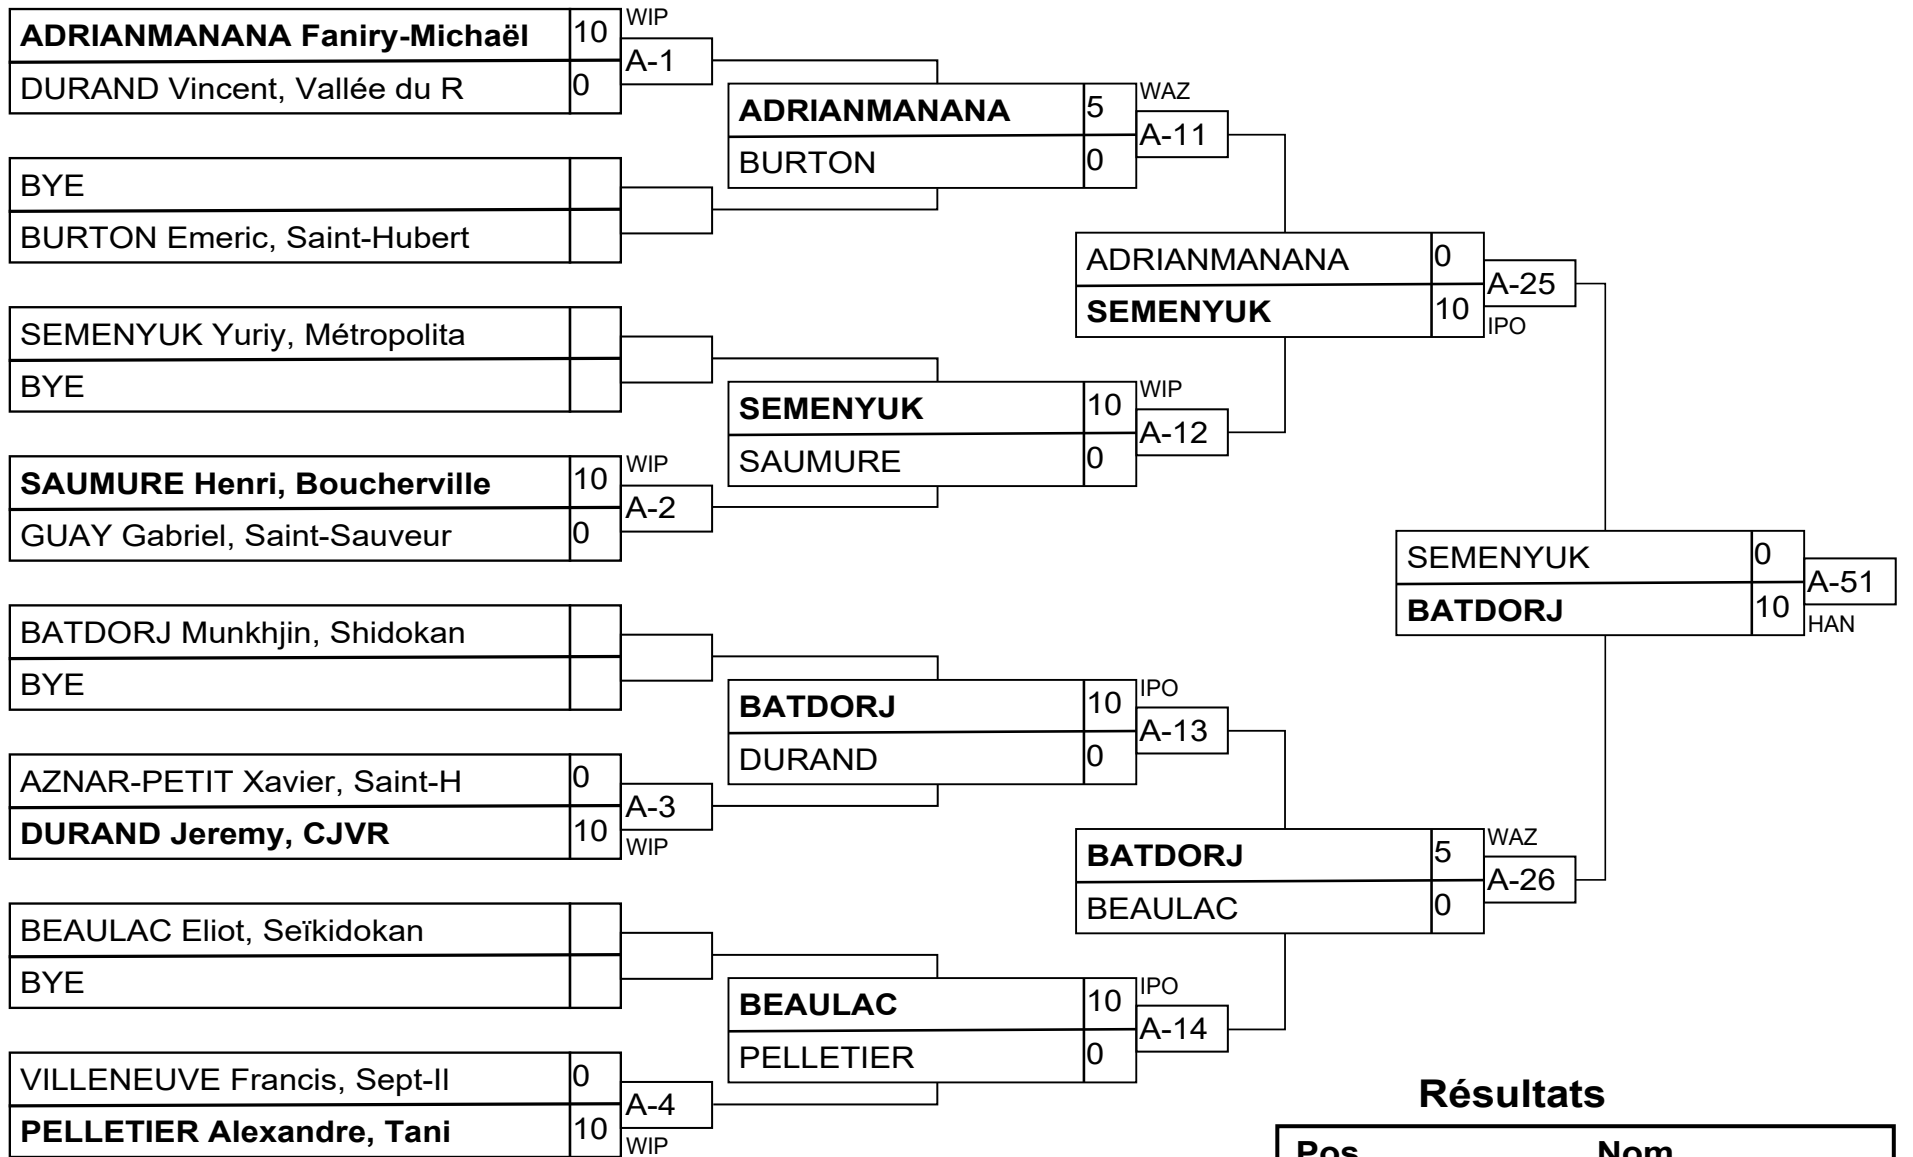 ADRIANMANANA Faniry-Michaël 10 WIP
DURAND Vincent, Vallée du R 0
A-1
BYE
BURTON Emeric, Saint-Hubert
SEMENYUK Yuriy, Métropolita
BYE
SAUMURE Henri, Boucherville 10 WIP
GUAY Gabriel, Saint-Sauveur 0
A-2
BATDORJ Munkhjin, Shidokan
BYE
AZNAR-PETIT Xavier, Saint-H 0
DURAND Jeremy, CJVR 10 WIP
A-3
BEAULAC Eliot, Seïkidokan
BYE
VILLENEUVE Francis, Sept-Il 0
PELLETIER Alexandre, Tani 10 WIP
A-4
ADRIANMANANA 5 WAZ
BURTON 0
A-11
SEMENYUK 10 WIP
SAUMURE 0
A-12
BATDORJ 10 IPO
DURAND 0
A-13
BEAULAC 10 IPO
PELLETIER 0
A-14
ADRIANMANANA 0
SEMENYUK 10 IPO
A-25
BATDORJ 5 WAZ
BEAULAC 0
A-26
SEMENYUK 0
BATDORJ 10 HAN
A-51
Résultats
Pos Nom